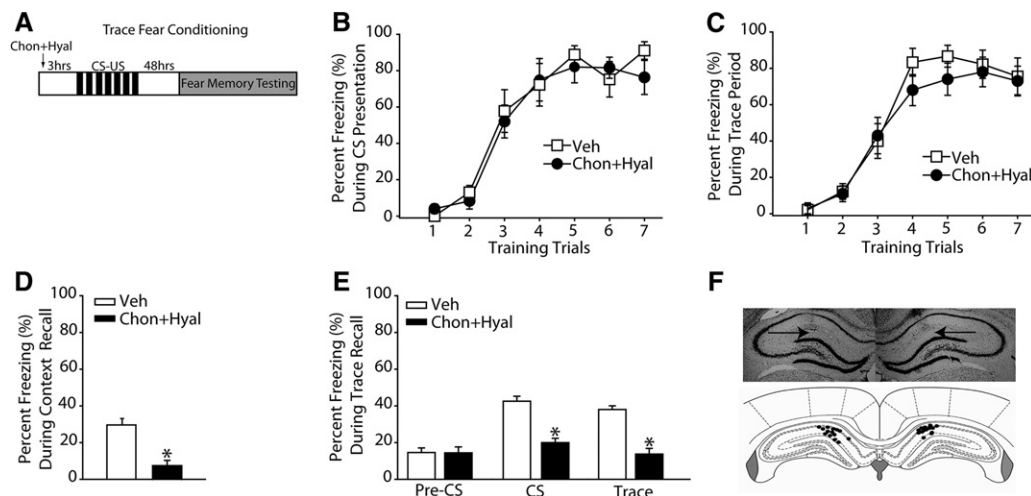 A
Trace Fear Conditioning
Chon+Hyal
3hrs
CS-US
48hrs
Fear Memory Testing
B
Percent Freezing (%)
During CS Presentation
100
80
60
40
20
0
Veh
Chon+Hyal
1 2 3 4 5 6 7
Training Trials
C
Percent Freezing (%)
During Trace Period
100
80
60
40
20
0
Veh
Chon+Hyal
1 2 3 4 5 6 7
Training Trials
D
Percent Freezing (%)
During Context Recall
100
80
60
40
20
0
Veh
Chon+Hyal
*
E
Percent Freezing (%)
During Trace Recall
100
80
60
40
20
0
Veh
Chon+Hyal
*
*
Pre-CS CS Trace
F